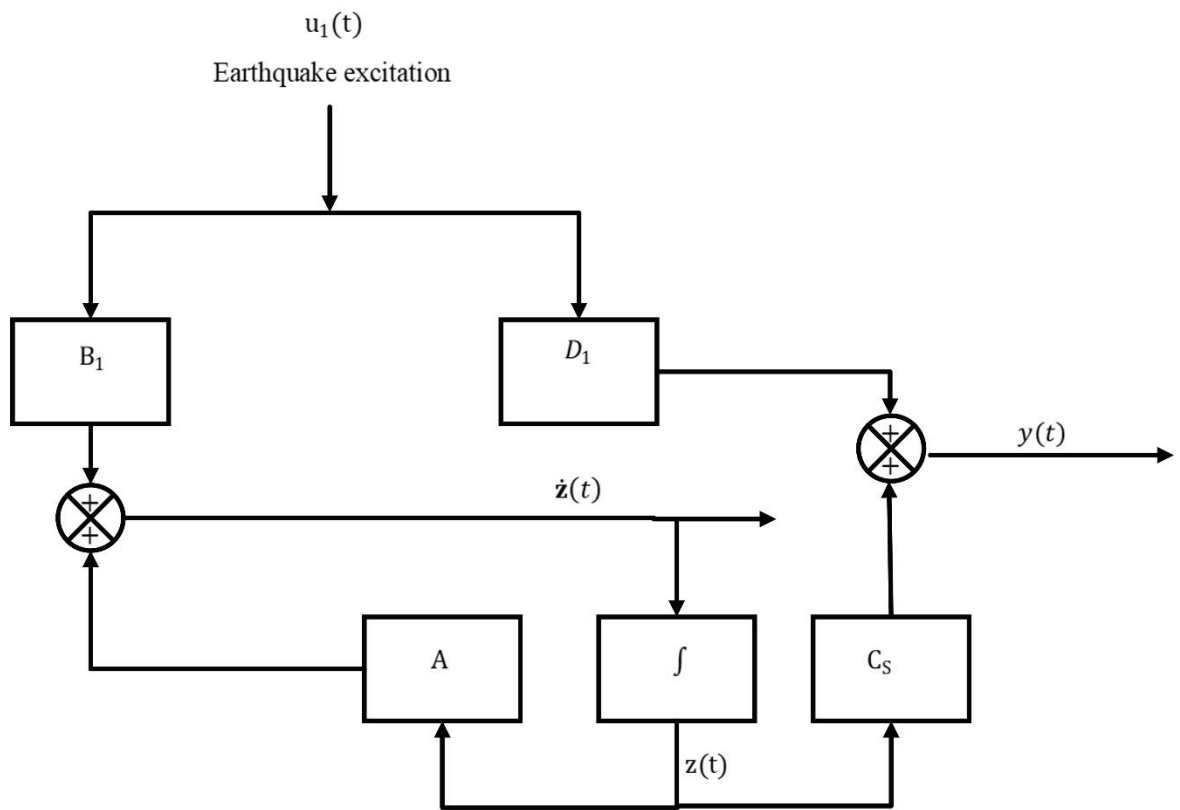 u₁(t)
Earthquake excitation
B₁
D₁
+
+
y(t)
+
+
ż(t)
A
∫
Cₛ
z(t)